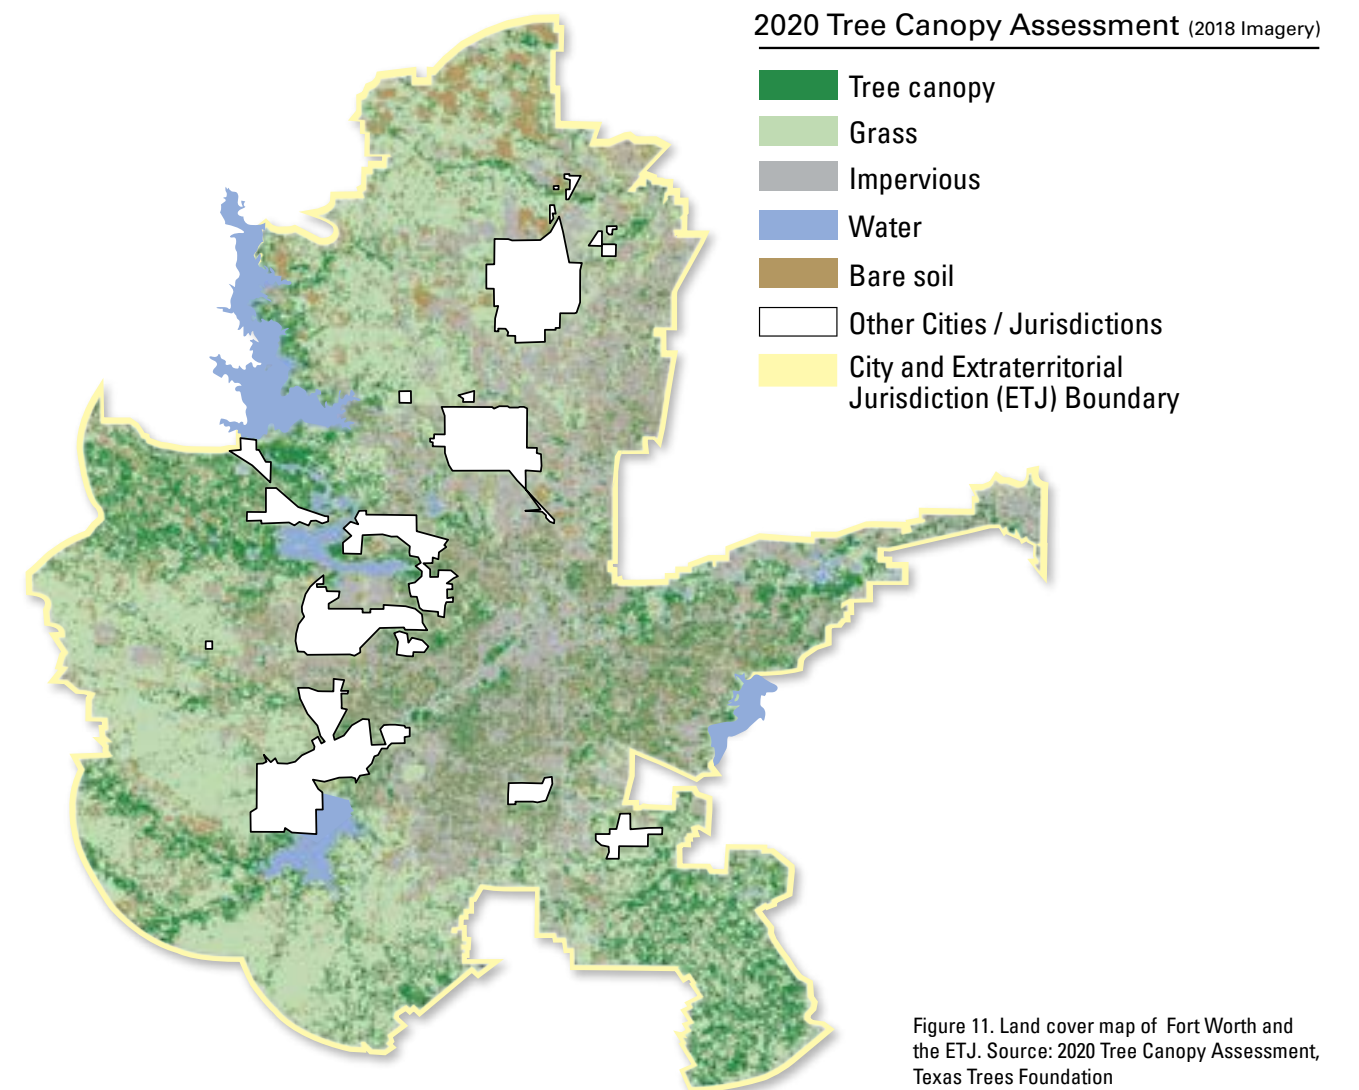 2020 Tree Canopy Assessment (2018 Imagery)
Tree canopy
Grass
Impervious
Water
Bare soil
Other Cities / Jurisdictions
City and Extraterritorial
Jurisdiction (ETJ) Boundary
Figure 11. Land cover map of Fort Worth and
the ETJ. Source: 2020 Tree Canopy Assessment,
Texas Trees Foundation